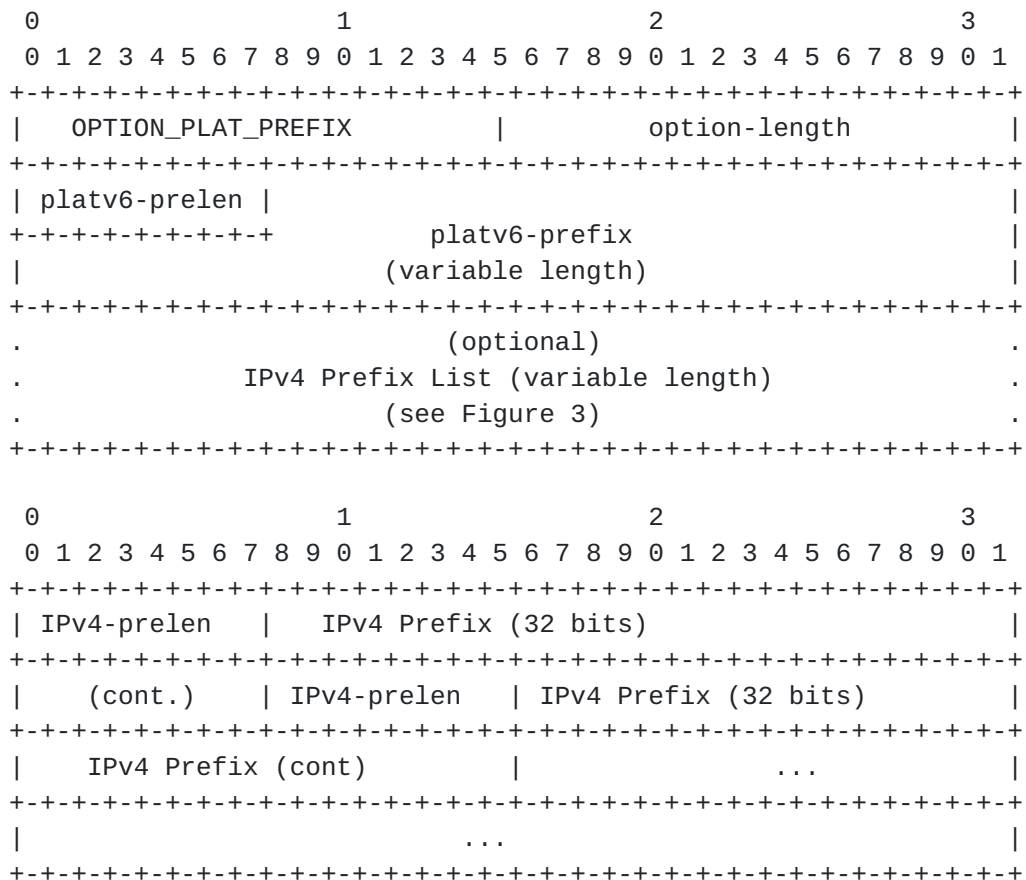 0                   1                   2                   3
 0 1 2 3 4 5 6 7 8 9 0 1 2 3 4 5 6 7 8 9 0 1 2 3 4 5 6 7 8 9 0 1
+-+-+-+-+-+-+-+-+-+-+-+-+-+-+-+-+-+-+-+-+-+-+-+-+-+-+-+-+-+-+-+-+
|   OPTION_PLAT_PREFIX         |         option-length          |
+-+-+-+-+-+-+-+-+-+-+-+-+-+-+-+-+-+-+-+-+-+-+-+-+-+-+-+-+-+-+-+-+
| platv6-prelen |                                               |
+-+-+-+-+-+-+-+-+          platv6-prefix                        |
|                       (variable length)                       |
+-+-+-+-+-+-+-+-+-+-+-+-+-+-+-+-+-+-+-+-+-+-+-+-+-+-+-+-+-+-+-+-+
.                           (optional)                          .
.              IPv4 Prefix List (variable length)               .
.                       (see Figure 3)                          .
+-+-+-+-+-+-+-+-+-+-+-+-+-+-+-+-+-+-+-+-+-+-+-+-+-+-+-+-+-+-+-+-+

 0                   1                   2                   3
 0 1 2 3 4 5 6 7 8 9 0 1 2 3 4 5 6 7 8 9 0 1 2 3 4 5 6 7 8 9 0 1
+-+-+-+-+-+-+-+-+-+-+-+-+-+-+-+-+-+-+-+-+-+-+-+-+-+-+-+-+-+-+-+-+
| IPv4-prelen   |   IPv4 Prefix (32 bits)                       |
+-+-+-+-+-+-+-+-+-+-+-+-+-+-+-+-+-+-+-+-+-+-+-+-+-+-+-+-+-+-+-+-+
|    (cont.)    | IPv4-prelen   | IPv4 Prefix (32 bits)         |
+-+-+-+-+-+-+-+-+-+-+-+-+-+-+-+-+-+-+-+-+-+-+-+-+-+-+-+-+-+-+-+-+
|    IPv4 Prefix (cont)         |                ...            |
+-+-+-+-+-+-+-+-+-+-+-+-+-+-+-+-+-+-+-+-+-+-+-+-+-+-+-+-+-+-+-+-+
|                            ...                                |
+-+-+-+-+-+-+-+-+-+-+-+-+-+-+-+-+-+-+-+-+-+-+-+-+-+-+-+-+-+-+-+-+